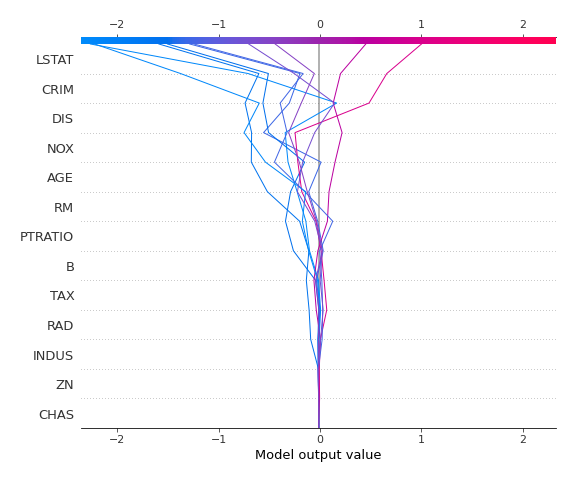 −2 −1 0 1 2
LSTAT
CRIM
DIS
NOX
AGE
RM
PTRATIO
B
TAX
RAD
INDUS
ZN
CHAS
−2 −1 0 1 2
Model output value